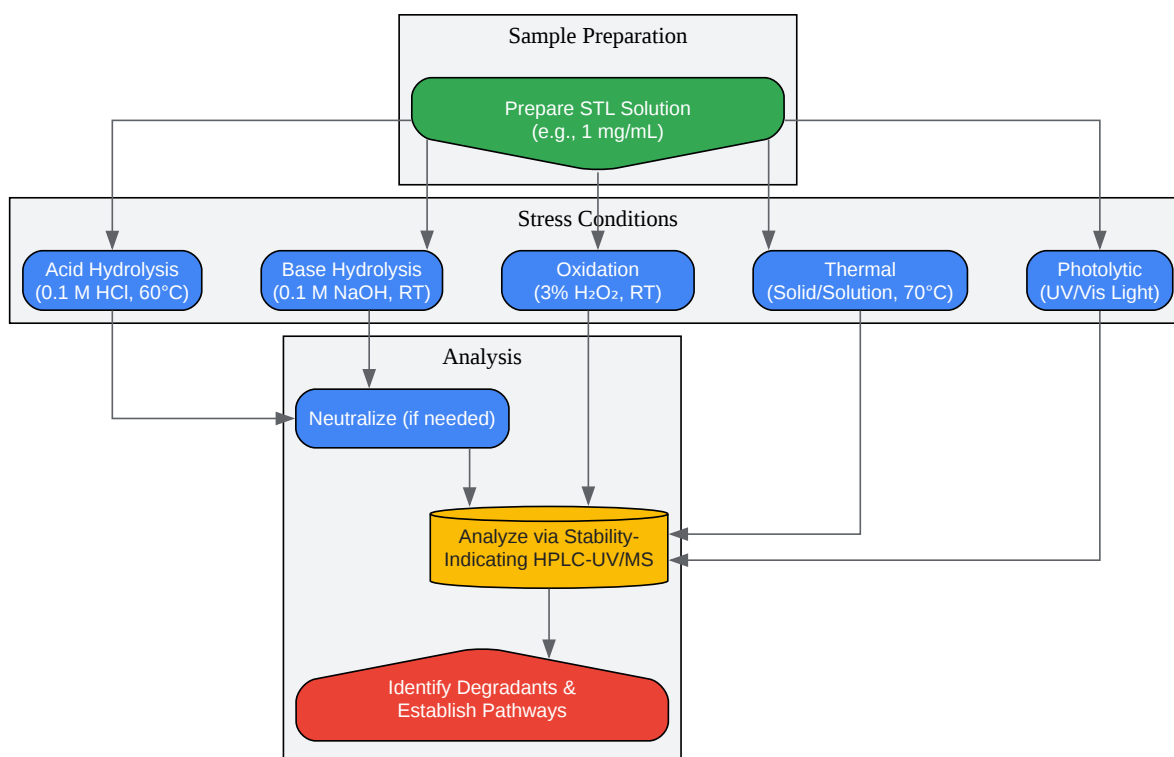 Sample Preparation
Prepare STL Solution
(e.g., 1 mg/mL)
Stress Conditions
Acid Hydrolysis
(0.1 M HCl, 60°C)
Base Hydrolysis
(0.1 M NaOH, RT)
Oxidation
(3% H₂O₂, RT)
Thermal
(Solid/Solution, 70°C)
Photolytic
(UV/Vis Light)
Analysis
Neutralize (if needed)
Analyze via Stability-
Indicating HPLC-UV/MS
Identify Degradants &
Establish Pathways